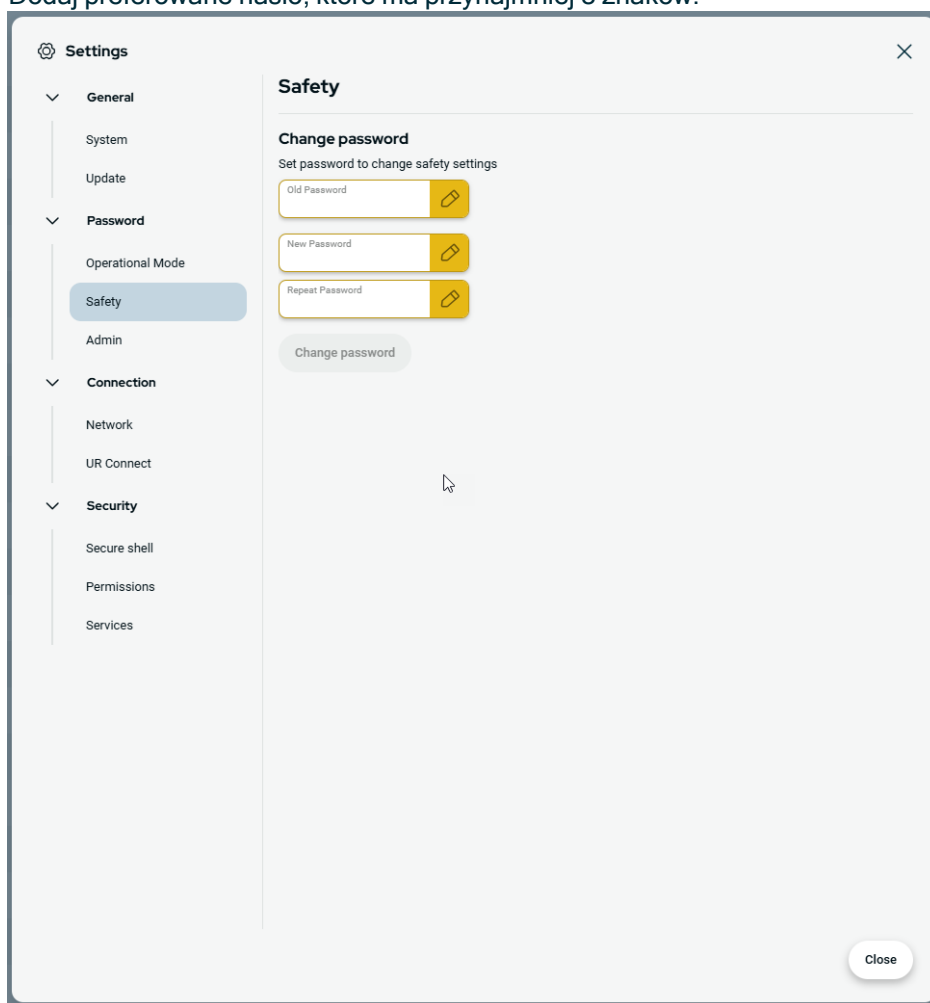 Settings
General
System
Update
Password
Operational Mode
Safety
Admin
Connection
Network
UR Connect
Security
Secure shell
Permissions
Services
Safety
Change password
Set password to change safety settings
Old Password
New Password
Repeat Password
Change password
Close